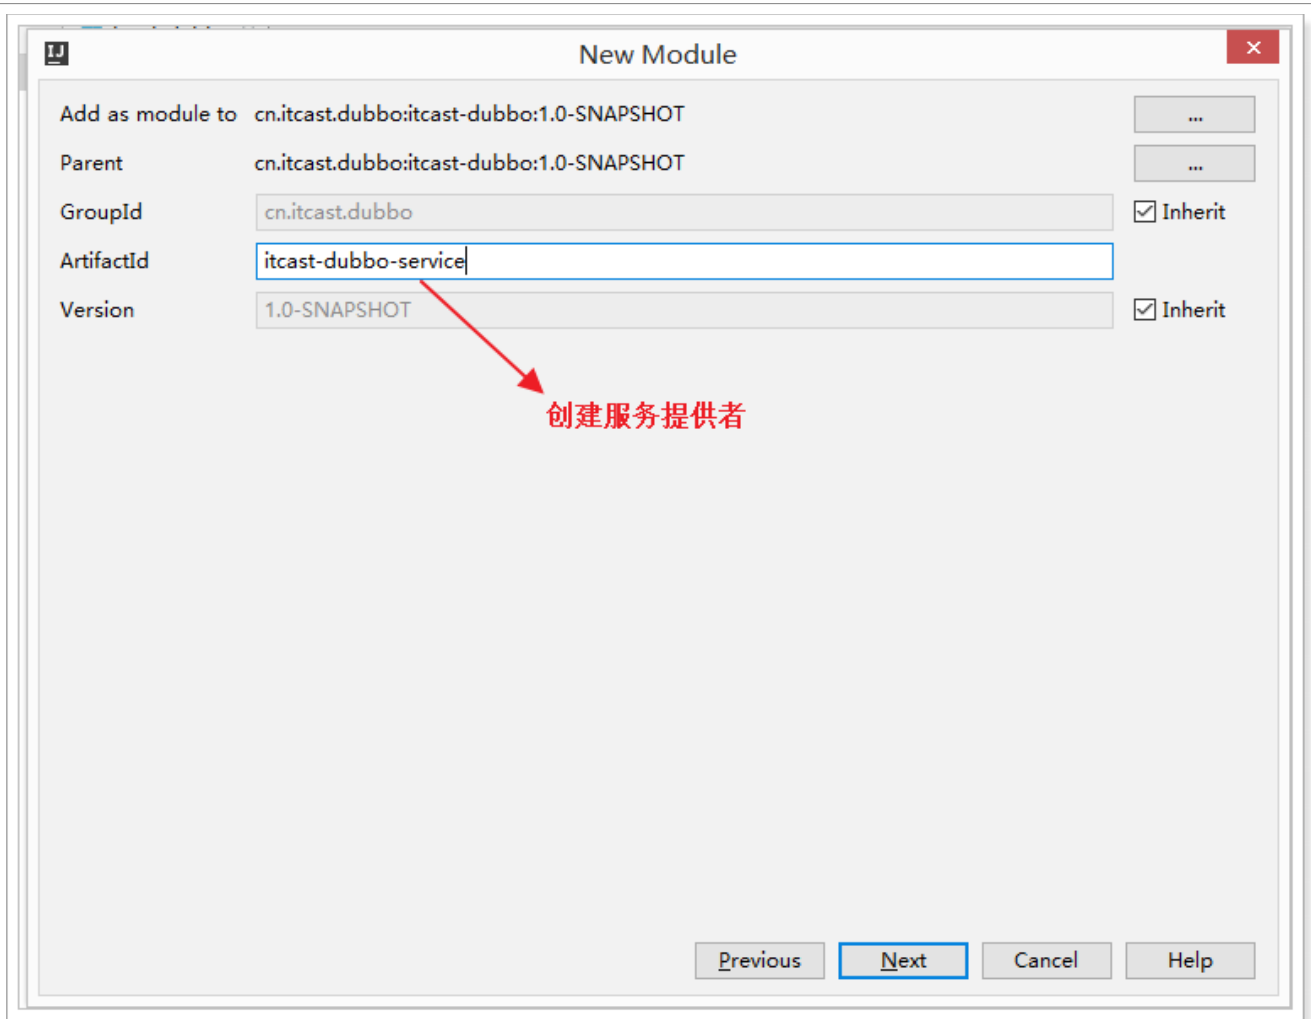 IJ
New Module
Add as module to cn.itcast.dubbo:itcast-dubbo:1.0-SNAPSHOT ...
Parent cn.itcast.dubbo:itcast-dubbo:1.0-SNAPSHOT ...
GroupId cn.itcast.dubbo Inherit
ArtifactId itcast-dubbo-service
Version 1.0-SNAPSHOT Inherit
创建服务提供者
Previous Next Cancel Help